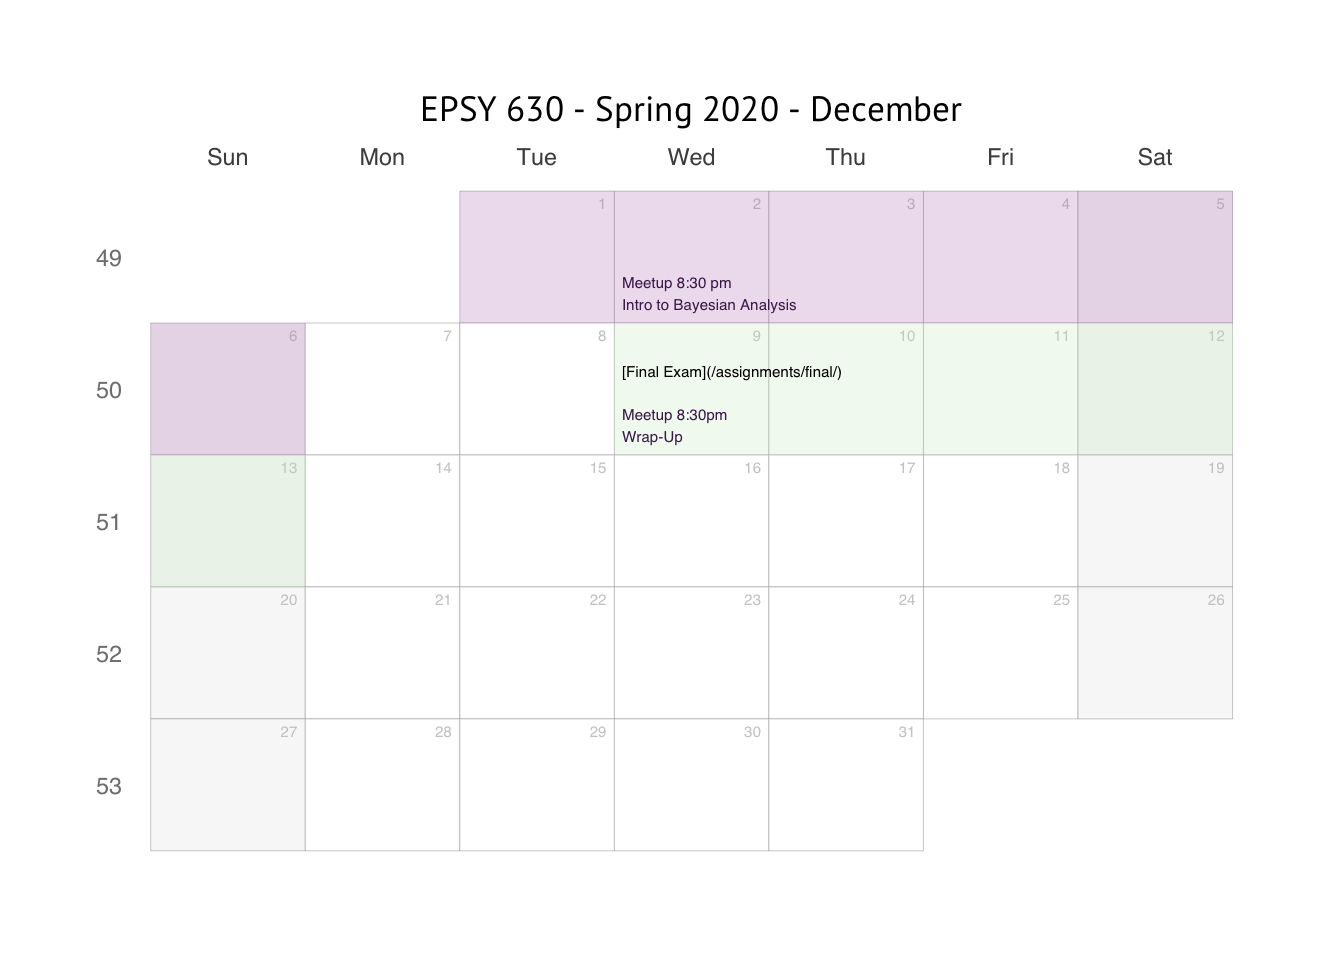 EPSY 630 - Spring 2020 - December
Sun Mon Tue Wed Thu Fri Sat
49
1 2 3 4 5
Meetup 8:30 pm
Intro to Bayesian Analysis
50
6 7 8 9 10 11 12
[Final Exam](/assignments/final/)
Meetup 8:30pm
Wrap-Up
51
13 14 15 16 17 18 19
52
20 21 22 23 24 25 26
53
27 28 29 30 31